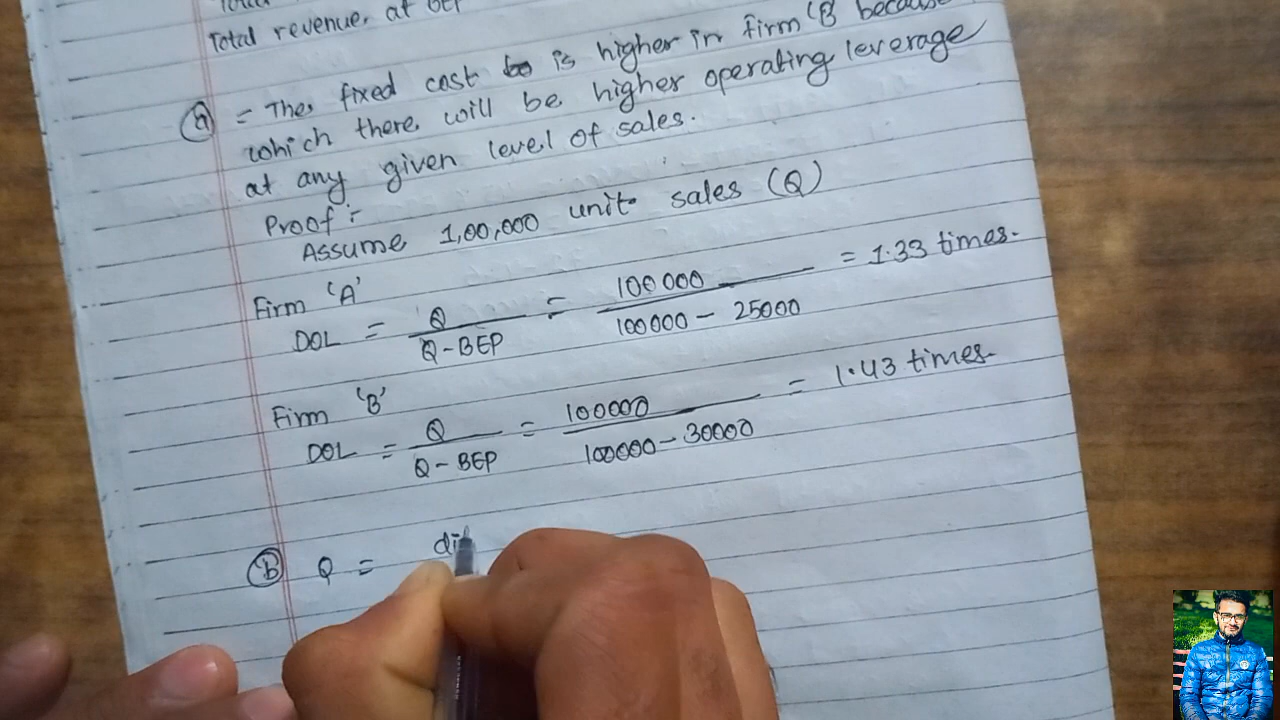 Total revenue, at BEP
(a) = The, fixed cost is higher in firm 'B because
which there will be higher operating leverage
at any given level of sales.
Proof :-
Assume 1,00,000 unit sales (Q)
Firm 'A'
DOL = Q / Q - BEP = 100000 / 100000 - 25000 = 1.33 times.
Firm 'B'
DOL = Q / Q - BEP = 100000 / 100000 - 30000 = 1.43 times.
(b) Q = di